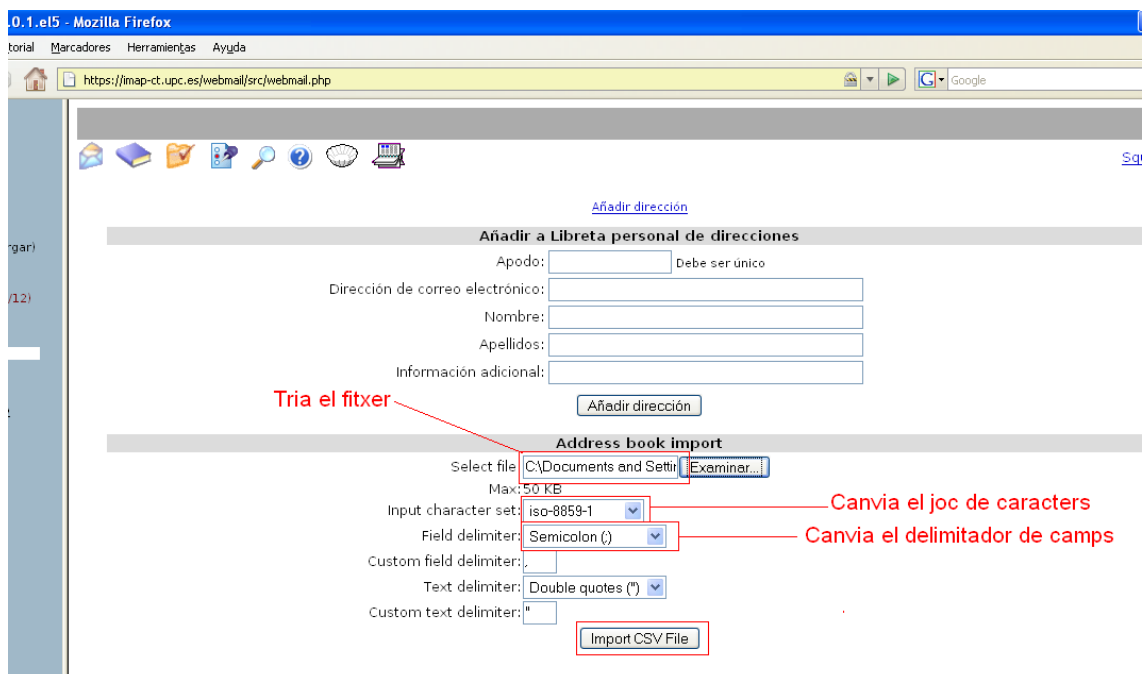 .0.1.el5 - Mozilla Firefox
torial Marcadores Herramientas Ayuda
https://imap-ct.upc.es/webmail/src/webmail.php
G Google
Squ
Añadir dirección
Añadir a Libreta personal de direcciones
rgar)
Apodo: Debe ser único
/12)
Dirección de correo electrónico:
Nombre:
Apellidos:
Información adicional:
Tria el fitxer
Añadir dirección
Address book import
Select file C:\Documents and Settin Examinar...
Max: 50 KB
Input character set: iso-8859-1
Canvia el joc de caracters
Field delimiter: Semicolon (;)
Canvia el delimitador de camps
Custom field delimiter: ,
Text delimiter: Double quotes (")
Custom text delimiter: "
Import CSV File